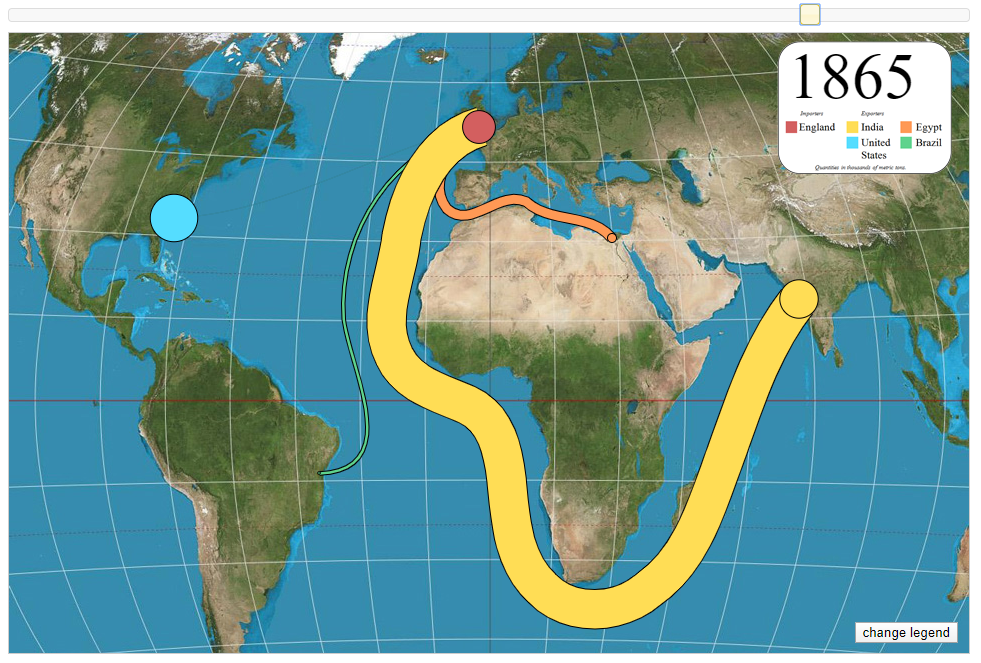 1865
Importers Exporters
England India Egypt
United States Brazil
Quantities in thousands of metric tons.
change legend